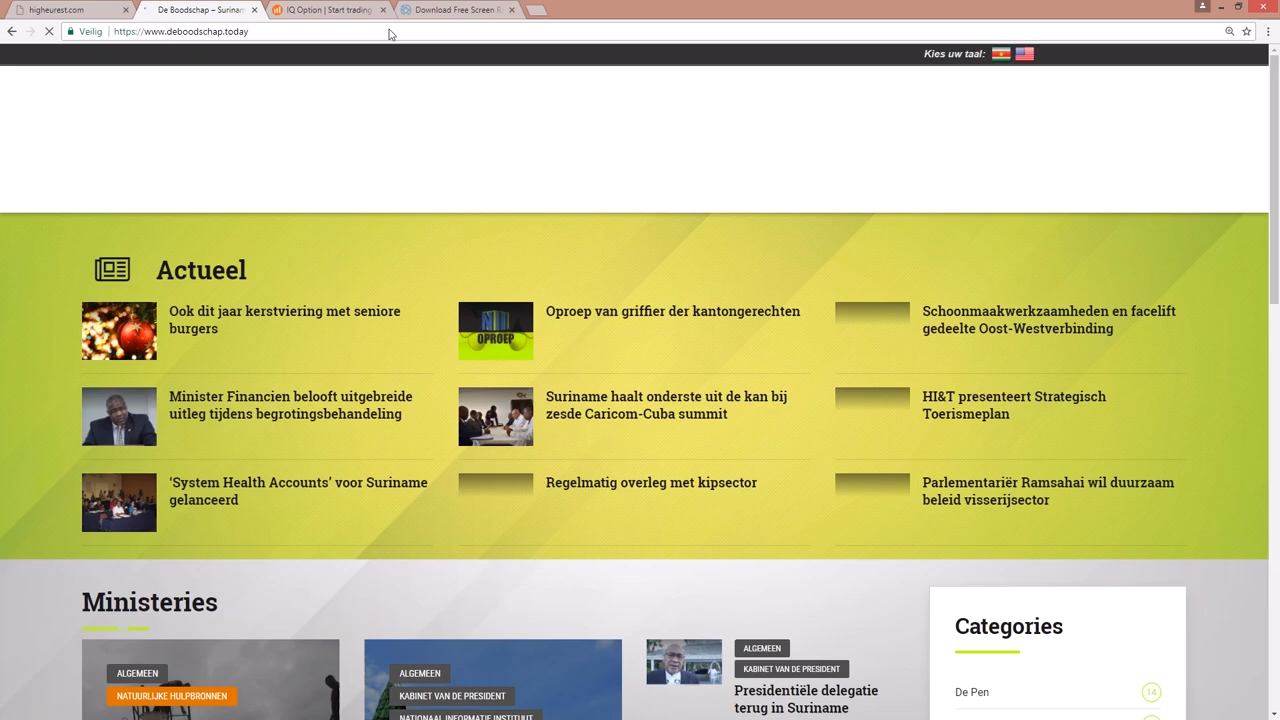 higheurest.com
De Boodschap – Surinam
IQ Option | Start trading
Download Free Screen R
Veilig
https://www.deboodschap.today
Kies uw taal:
Actueel
Ook dit jaar kerstviering met seniore
burgers
Oproep van griffier der kantongerechten
OPROEP
Schoonmaakwerkzaamheden en facelift
gedeelte Oost-Westverbinding
Minister Financien belooft uitgebreide
uitleg tijdens begrotingsbehandeling
Suriname haalt onderste uit de kan bij
zesde Caricom-Cuba summit
HI&T presenteert Strategisch
Toerismeplan
‘System Health Accounts’ voor Suriname
gelanceerd
Regelmatig overleg met kipsector
Parlementariër Ramsahai wil duurzaam
beleid visserijsector
Ministeries
ALGEMEEN
NATUURLIJKE HULPBRONNEN
ALGEMEEN
KABINET VAN DE PRESIDENT
NATIONAAL INFORMATIE INSTITUUT
ALGEMEEN
KABINET VAN DE PRESIDENT
Presidentiële delegatie
terug in Suriname
Categories
De Pen
14